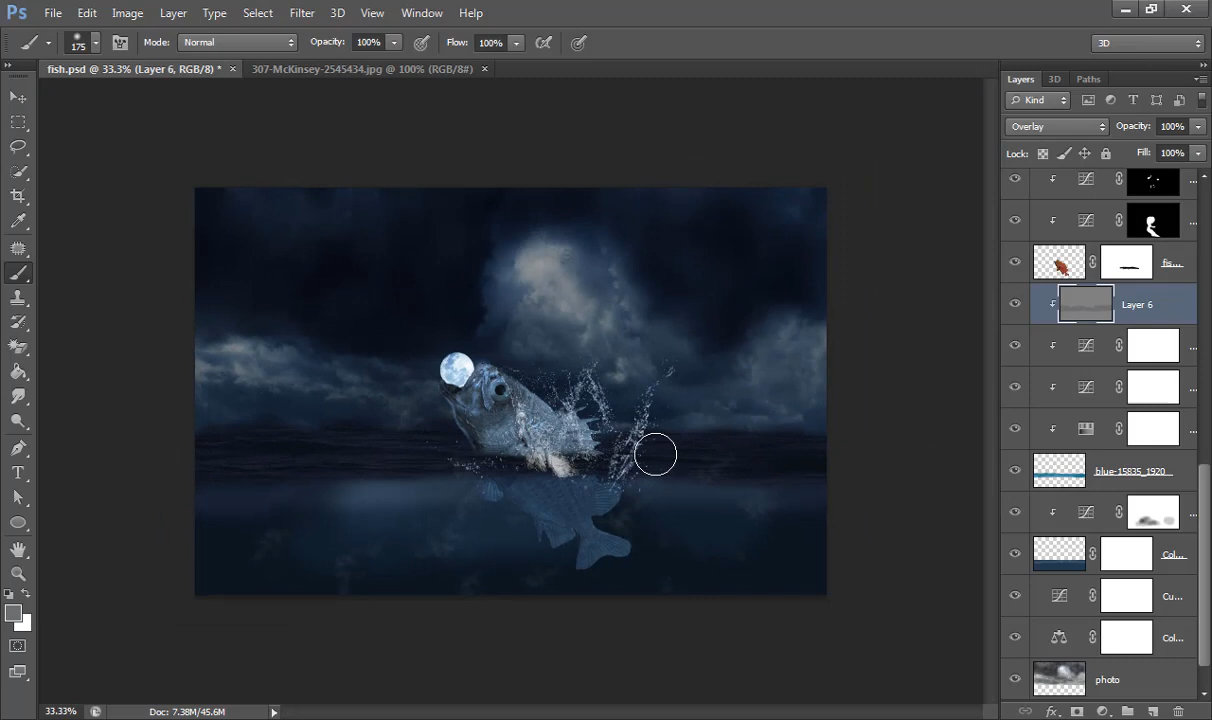 Ps File Edit Image Layer Type Select Filter 3D View Window Help
175 Mode: Normal Opacity: 100% Flow: 100% 3D
fish.psd @ 33.3% (Layer 6, RGB/8) * × 307-McKinsey-2545434.jpg @ 100% (RGB/8#) ×
Layers 3D Paths
Kind
Overlay Opacity: 100%
Lock: Fill: 100%
...
...
fis...
Layer 6
...
...
...
blue-15835_1920
...
Col...
Cu...
Col...
photo
33.33% Doc: 7.38M/45.6M
fx